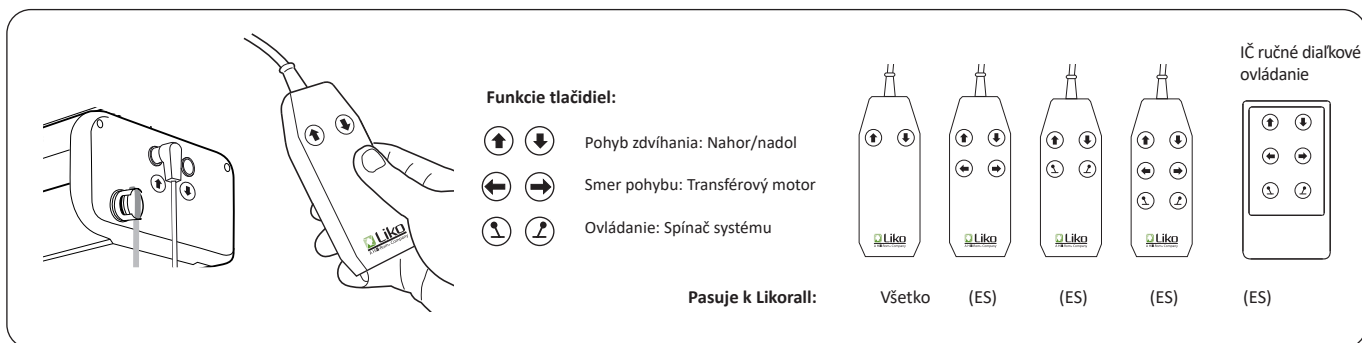 Funkcie tlačidiel:
Pohyb zdvíhania: Nahor/nadol
Smer pohybu: Transférový motor
Ovládanie: Spínač systému
IČ ručné diaľkové
ovládanie
Liko
Liko
Liko
Liko
Liko
Pasuje k Likorall: Všetko (ES) (ES) (ES) (ES)